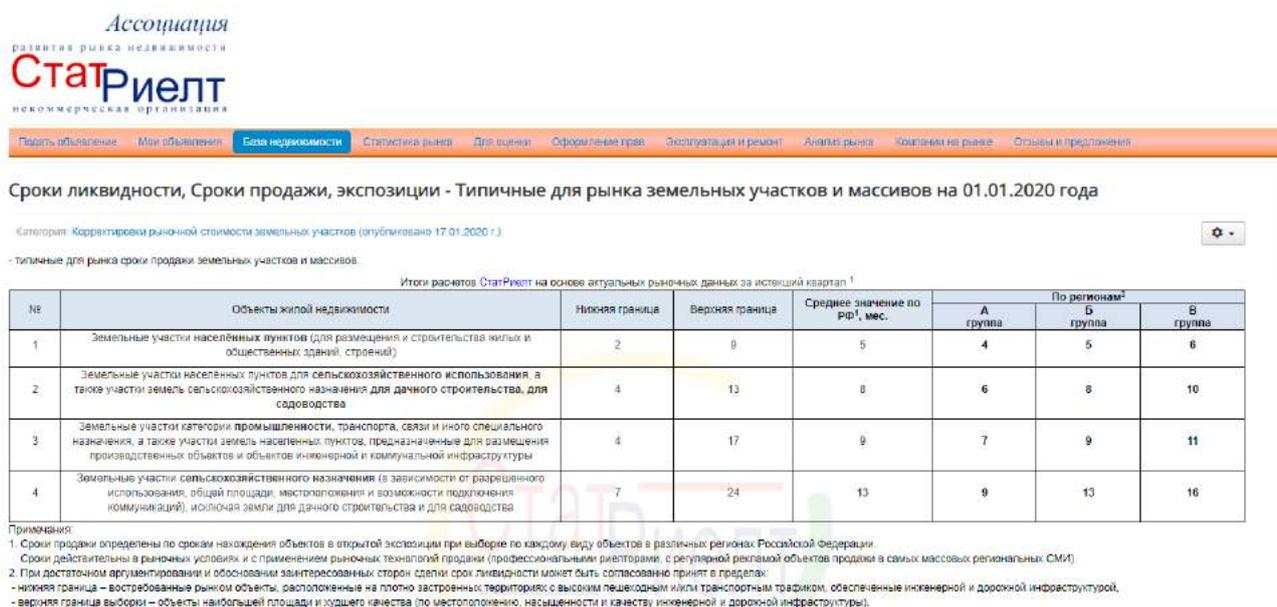 Ассоциация
развития рынка недвижимости
СтатРиелт
некоммерческая организация
Подать объявление Мои объявления База недвижимости Статистика рынка Для оценки Оформление прав Эксплуатация и ремонт Анализ рынка Компании на рынке Отзывы и предложения
Сроки ликвидности, Сроки продажи, экспозиции - Типичные для рынка земельных участков и массивов на 01.01.2020 года
Категория: Корректировки рыночной стоимости земельных участков (опубликовано 17.01.2020 г.)
- типичные для рынка сроки продажи земельных участков и массивов.
Итоги расчетов СтатРиелт на основе актуальных рыночных данных за истекший квартал ¹
№ Объекты жилой недвижимости Нижняя граница Верхняя граница Среднее значение по РФ¹, мес. По регионам²
А группа Б группа В группа
1 Земельные участки населённых пунктов (для размещения и строительства жилых и
общественных зданий, строений) 2 9 5 4 5 6
2 Земельные участки населенных пунктов для сельскохозяйственного использования, а
также участки земель сельскохозяйственного назначения для дачного строительства, для
садоводства 4 13 8 6 8 10
3 Земельные участки категории промышленности, транспорта, связи и иного специального
назначения, а также участки земель населенных пунктов, предназначенные для размещения
производственных объектов и объектов инженерной и коммунальной инфраструктуры 4 17 9 7 9 11
4 Земельные участки сельскохозяйственного назначения (в зависимости от разрешенного
использования, общей площади, местоположения и возможности подключения
коммуникаций), исключая земли для дачного строительства и для садоводства 7 24 13 9 13 16
СтатРиелт
Примечания:
1. Сроки продажи определены по срокам нахождения объектов в открытой экспозиции при выборке по каждому виду объектов в различных регионах Российской Федерации.
Сроки действительны в рыночных условиях и с применением рыночных технологий продажи (профессиональными риелторами, с регулярной рекламой объектов продажи в самых массовых региональных СМИ)
2. При достаточном аргументировании и обосновании заинтересованных сторон сделки срок ликвидности может быть согласованно принят в пределах:
- нижняя граница – востребованные рынком объекты, расположенные на плотно застроенных территориях с высоким пешеходным и/или транспортным трафиком, обеспеченные инженерной и дорожной инфраструктурой,
- верхняя граница выборки – объекты наибольшей площади и худшего качества (по местоположению, насыщенности и качеству инженерной и дорожной инфраструктуры).